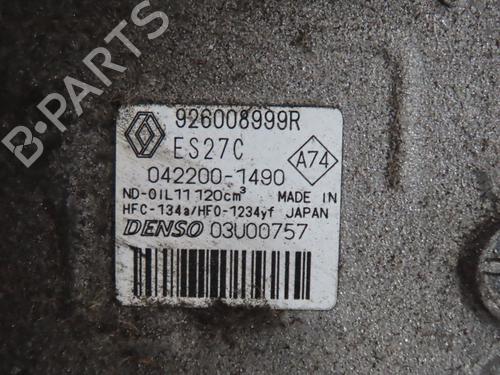 926008999R
ES27C
A74
042200-1490
ND-OIL11 120cm³ MADE IN
HFC-134a/HFO-1234yf JAPAN
DENSO 03U00757
B-PARTS